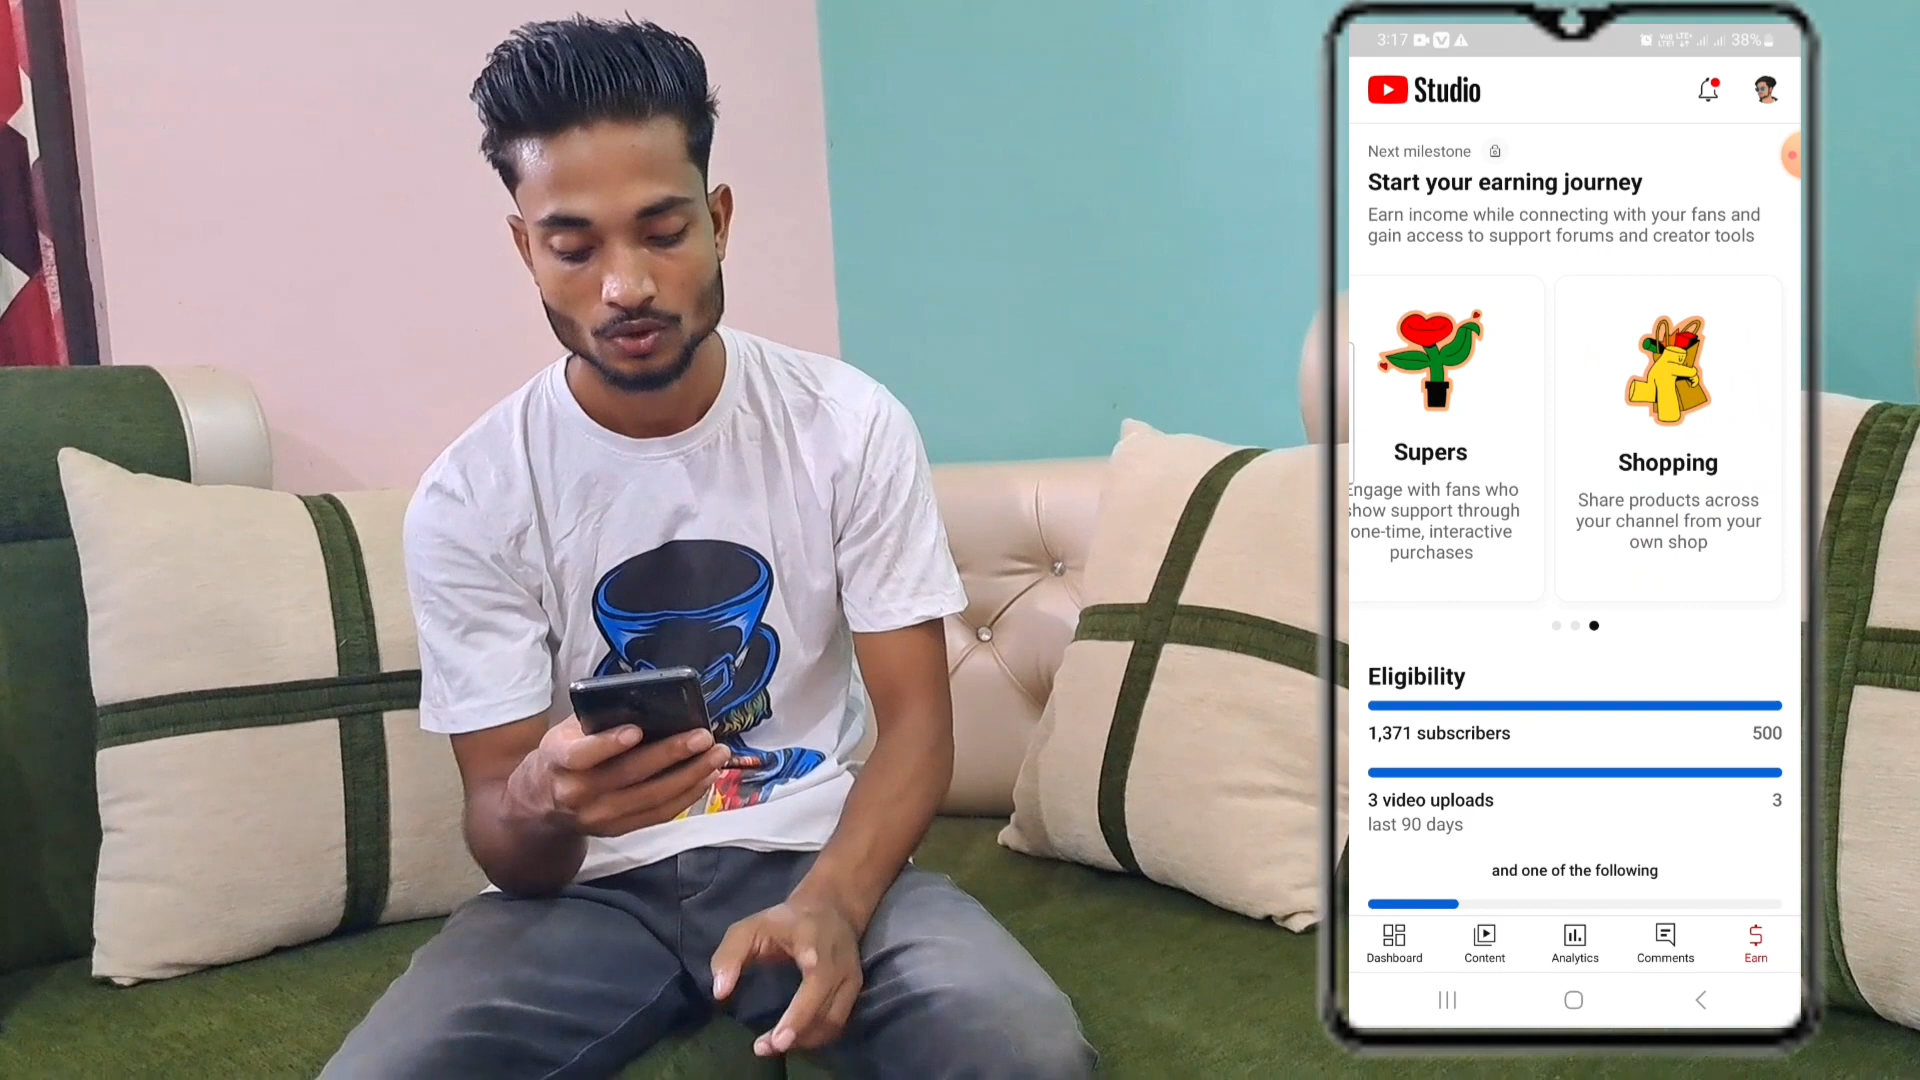 3:17
38%
Studio
Next milestone
Start your earning journey
Earn income while connecting with your fans and
gain access to support forums and creator tools
Supers
Engage with fans who
show support through
one-time, interactive
purchases
Shopping
Share products across
your channel from your
own shop
Eligibility
1,371 subscribers 500
3 video uploads 3
last 90 days
and one of the following
Dashboard Content Analytics Comments Earn